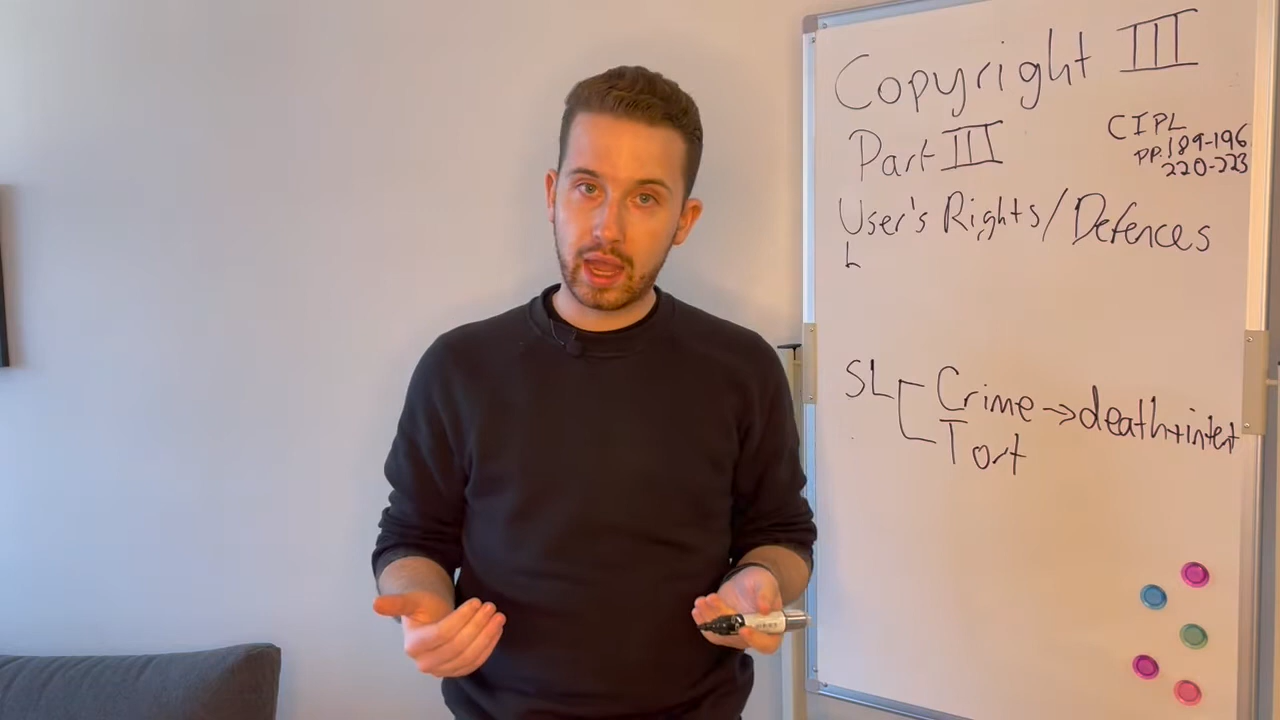 Copyright III
CIPL
Part III
pp. 189-196
220-223
User's Rights/Defences
L
SL
Crime → death+intent
Tort